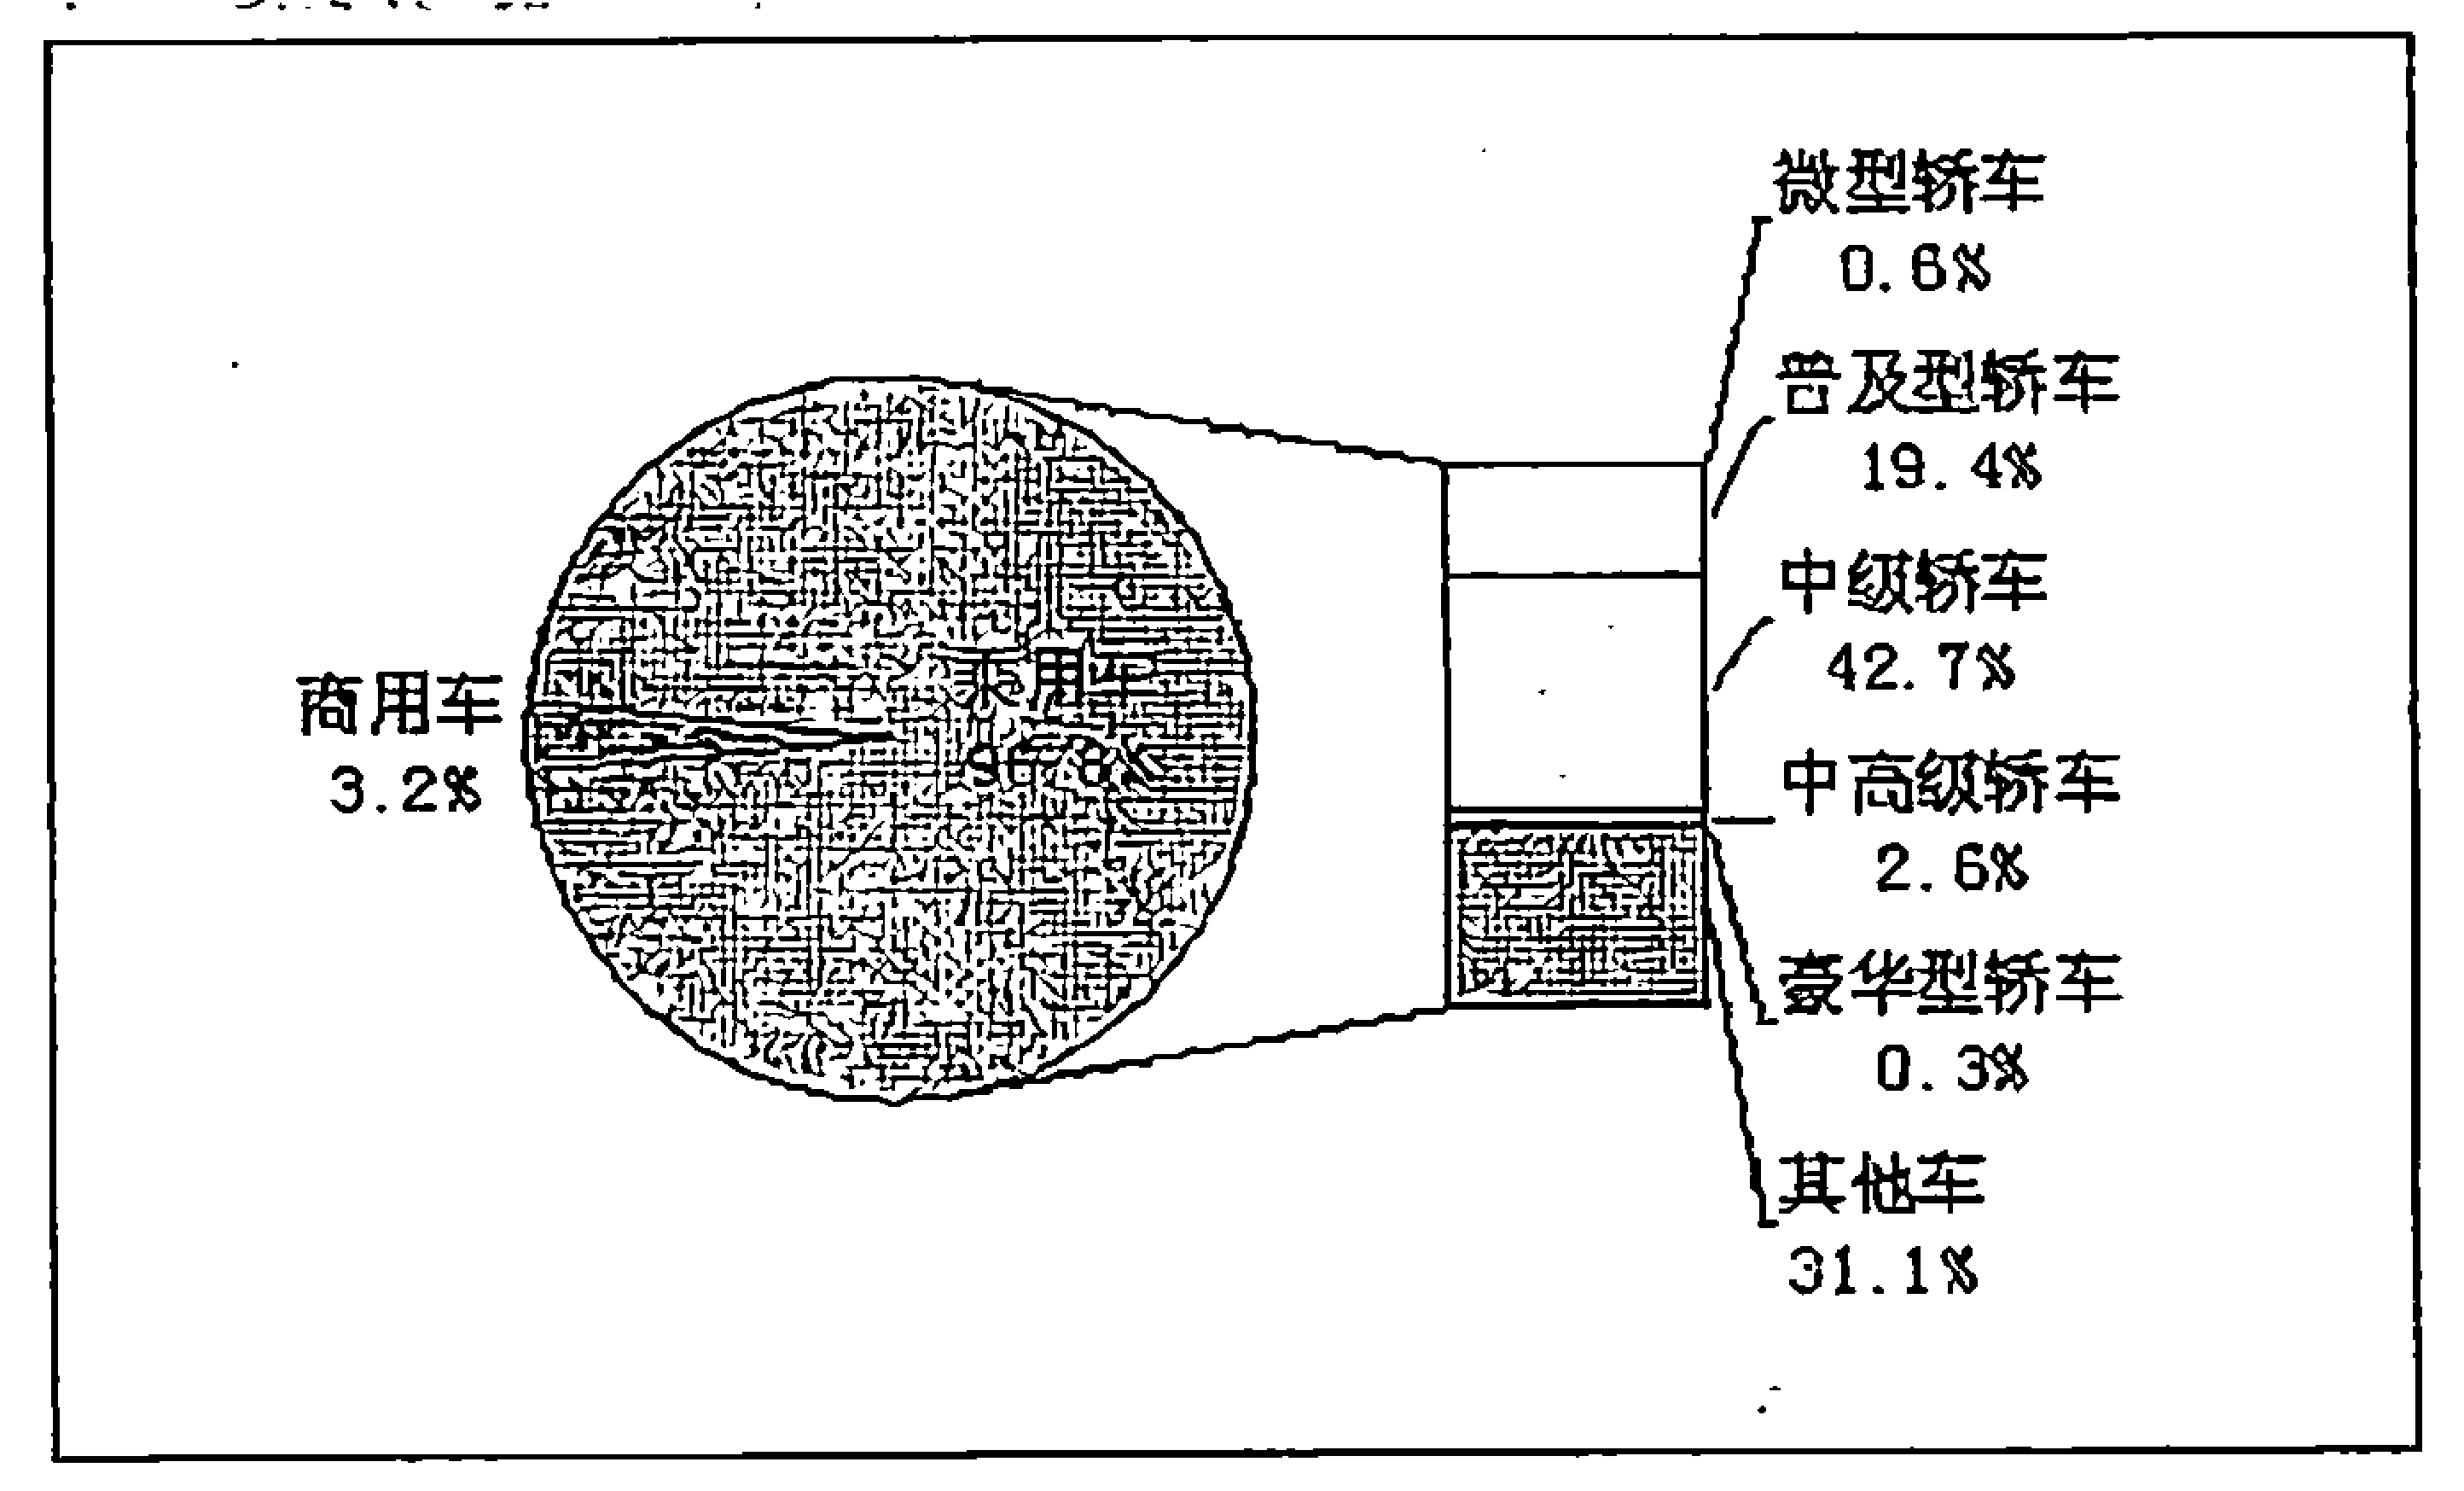 微型轿车
0.6%
普及型轿车
19.4%
中级轿车
42.7%
商用车
3.2%
中高级轿车
2.6%
豪华型轿车
0.3%
其他车
31.1%